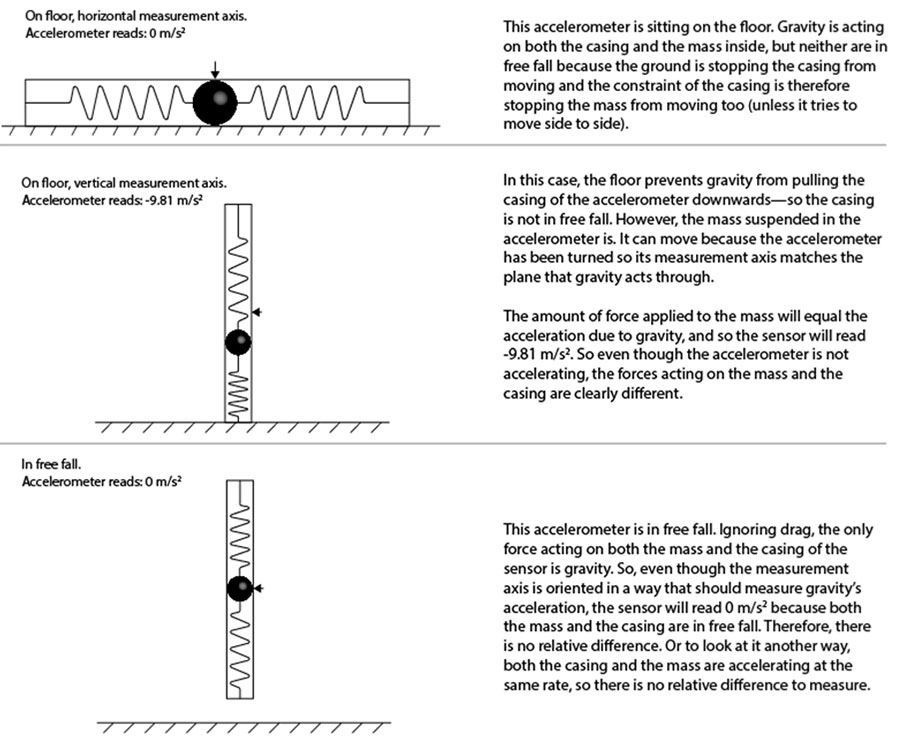 On floor, horizontal measurement axis.
Accelerometer reads: 0 m/s²
This accelerometer is sitting on the floor. Gravity is acting
on both the casing and the mass inside, but neither are in
free fall because the ground is stopping the casing from
moving and the constraint of the casing is therefore
stopping the mass from moving too (unless it tries to
move side to side).
On floor, vertical measurement axis.
Accelerometer reads: -9.81 m/s²
In this case, the floor prevents gravity from pulling the
casing of the accelerometer downwards—so the casing
is not in free fall. However, the mass suspended in the
accelerometer is. It can move because the accelerometer
has been turned so its measurement axis matches the
plane that gravity acts through.
The amount of force applied to the mass will equal the
acceleration due to gravity, and so the sensor will read
-9.81 m/s². So even though the accelerometer is not
accelerating, the forces acting on the mass and the
casing are clearly different.
In free fall.
Accelerometer reads: 0 m/s²
This accelerometer is in free fall. Ignoring drag, the only
force acting on both the mass and the casing of the
sensor is gravity. So, even though the measurement
axis is oriented in a way that should measure gravity's
acceleration, the sensor will read 0 m/s² because both
the mass and the casing are in free fall. Therefore, there
is no relative difference. Or to look at it another way,
both the casing and the mass are accelerating at the
same rate, so there is no relative difference to measure.